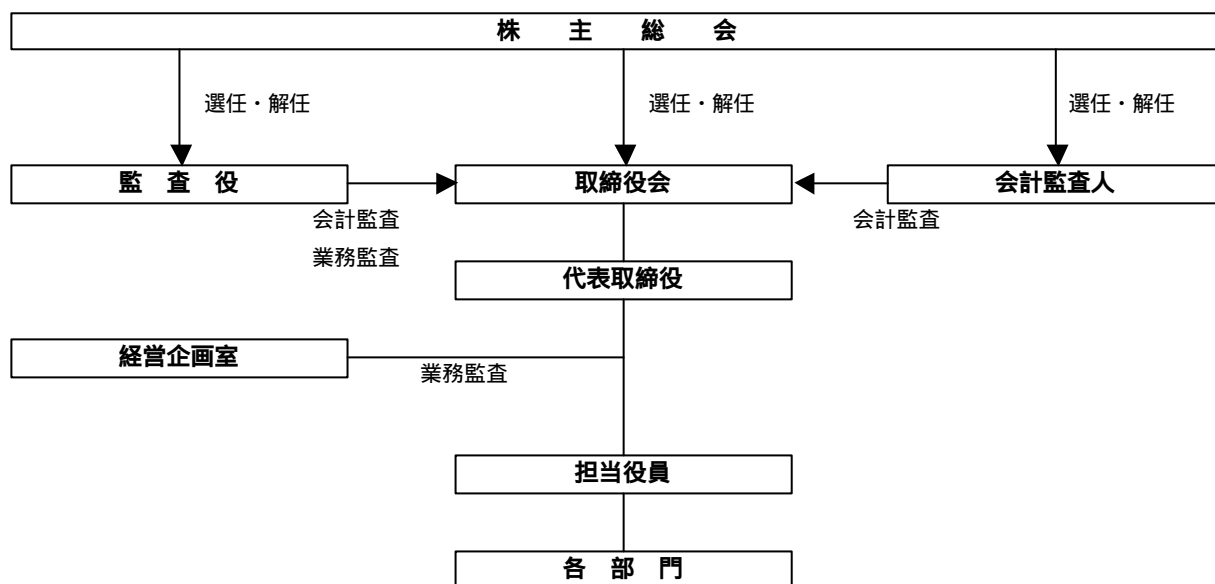 株　主　総　会
選任・解任
選任・解任
選任・解任
監　査　役
取締役会
会計監査人
会計監査
業務監査
会計監査
代表取締役
経営企画室
業務監査
担当役員
各　部　門